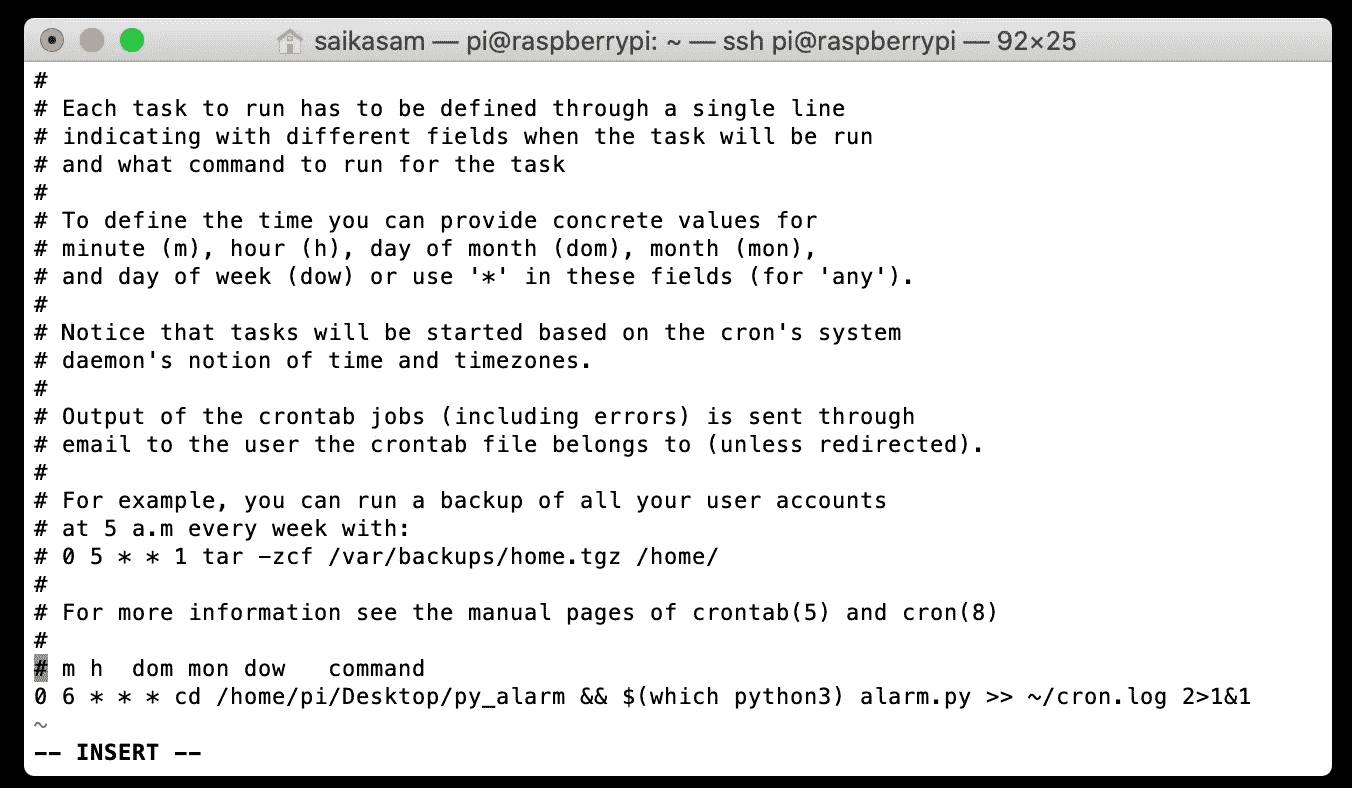 saikasam — pi@raspberrypi: ~ — ssh pi@raspberrypi — 92×25
#
# Each task to run has to be defined through a single line
# indicating with different fields when the task will be run
# and what command to run for the task
#
# To define the time you can provide concrete values for
# minute (m), hour (h), day of month (dom), month (mon),
# and day of week (dow) or use '*' in these fields (for 'any').
#
# Notice that tasks will be started based on the cron's system
# daemon's notion of time and timezones.
#
# Output of the crontab jobs (including errors) is sent through
# email to the user the crontab file belongs to (unless redirected).
#
# For example, you can run a backup of all your user accounts
# at 5 a.m every week with:
# 0 5 * * 1 tar -zcf /var/backups/home.tgz /home/
#
# For more information see the manual pages of crontab(5) and cron(8)
#
# m h  dom mon dow   command
0 6 * * * cd /home/pi/Desktop/py_alarm && $(which python3) alarm.py >> ~/cron.log 2>1&1
~
-- INSERT --